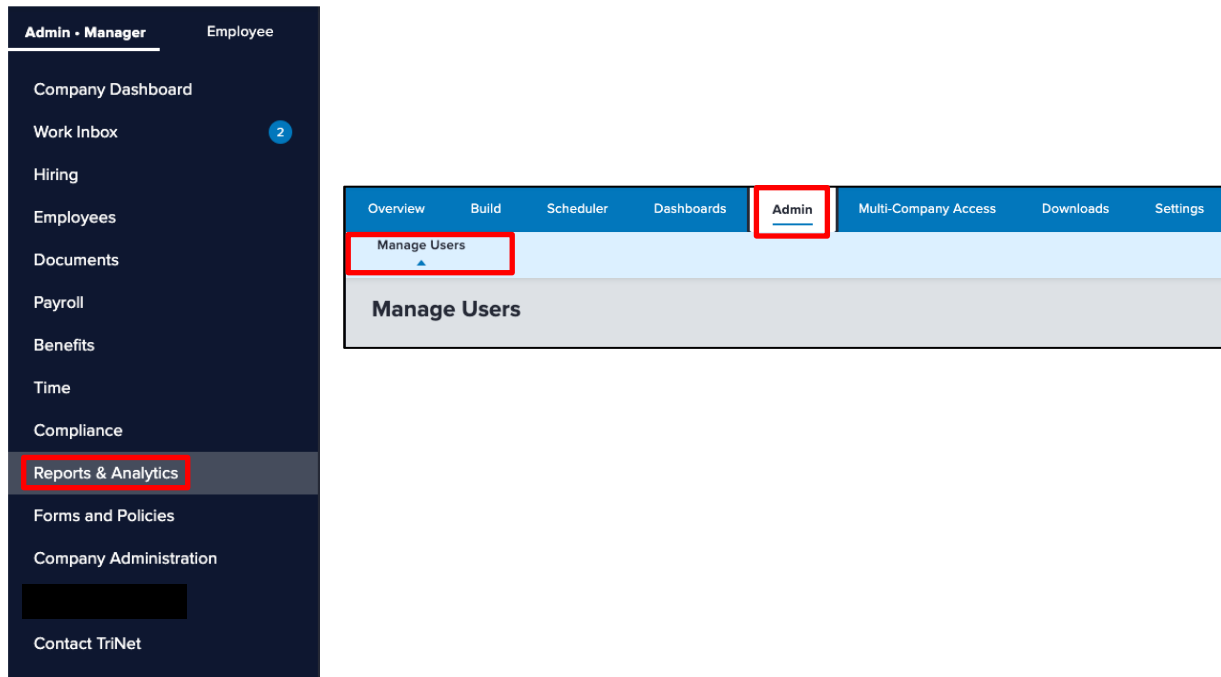 Admin • Manager Employee
Company Dashboard
Work Inbox 2
Hiring
Employees
Documents
Payroll
Benefits
Time
Compliance
Reports & Analytics
Forms and Policies
Company Administration
Contact TriNet
Overview Build Scheduler Dashboards Admin Multi-Company Access Downloads Settings
Manage Users
Manage Users